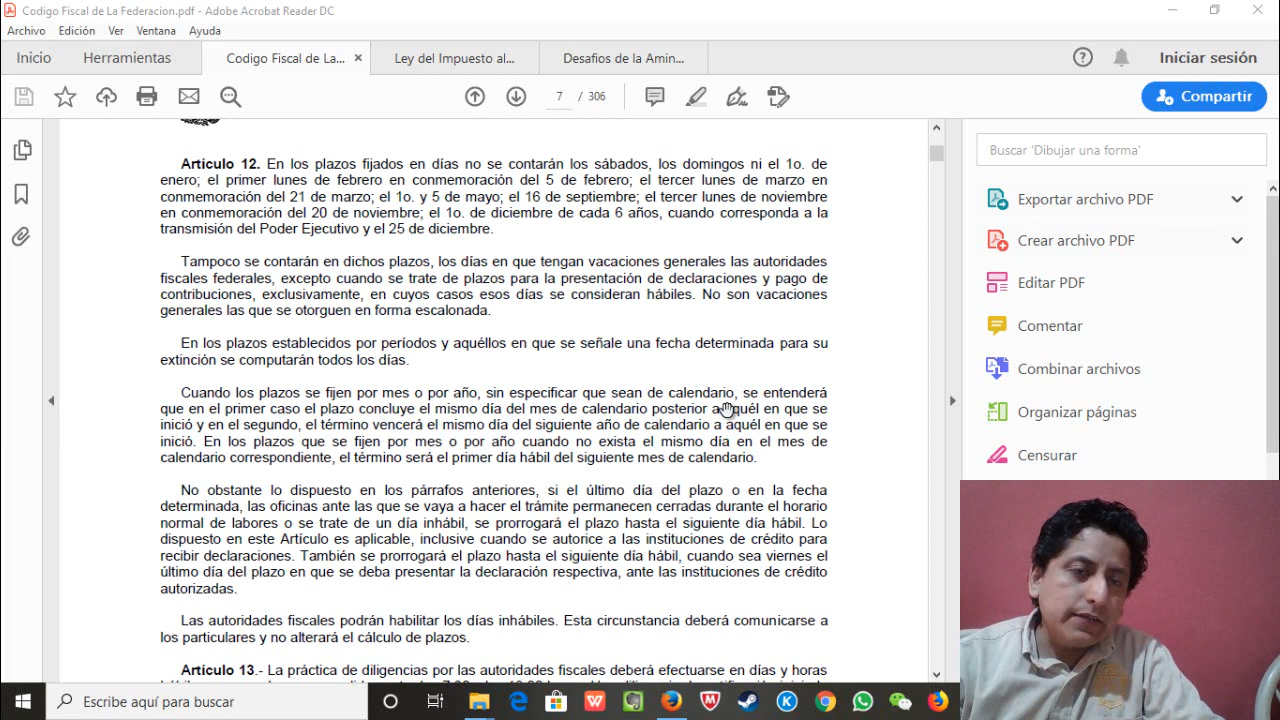 Codigo Fiscal de La Federacion.pdf - Adobe Acrobat Reader DC
Archivo Edición Ver Ventana Ayuda
Inicio Herramientas Codigo Fiscal de La... × Ley del Impuesto al... Desafios de la Amin... Iniciar sesión
7 / 306 Compartir
Buscar 'Dibujar una forma'
Exportar archivo PDF
Crear archivo PDF
Editar PDF
Comentar
Combinar archivos
Organizar páginas
Censurar
Artículo 12. En los plazos fijados en días no se contarán los sábados, los domingos ni el 1o. de
enero; el primer lunes de febrero en conmemoración del 5 de febrero; el tercer lunes de marzo en
conmemoración del 21 de marzo; el 1o. y 5 de mayo; el 16 de septiembre; el tercer lunes de noviembre
en conmemoración del 20 de noviembre; el 1o. de diciembre de cada 6 años, cuando corresponda a la
transmisión del Poder Ejecutivo y el 25 de diciembre.
Tampoco se contarán en dichos plazos, los días en que tengan vacaciones generales las autoridades
fiscales federales, excepto cuando se trate de plazos para la presentación de declaraciones y pago de
contribuciones, exclusivamente, en cuyos casos esos días se consideran hábiles. No son vacaciones
generales las que se otorguen en forma escalonada.
En los plazos establecidos por períodos y aquéllos en que se señale una fecha determinada para su
extinción se computarán todos los días.
Cuando los plazos se fijen por mes o por año, sin especificar que sean de calendario, se entenderá
que en el primer caso el plazo concluye el mismo día del mes de calendario posterior a aquél en que se
inició y en el segundo, el término vencerá el mismo día del siguiente año de calendario a aquél en que se
inició. En los plazos que se fijen por mes o por año cuando no exista el mismo día en el mes de
calendario correspondiente, el término será el primer día hábil del siguiente mes de calendario.
No obstante lo dispuesto en los párrafos anteriores, si el último día del plazo o en la fecha
determinada, las oficinas ante las que se vaya a hacer el trámite permanecen cerradas durante el horario
normal de labores o se trate de un día inhábil, se prorrogará el plazo hasta el siguiente día hábil. Lo
dispuesto en este Artículo es aplicable, inclusive cuando se autorice a las instituciones de crédito para
recibir declaraciones. También se prorrogará el plazo hasta el siguiente día hábil, cuando sea viernes el
último día del plazo en que se deba presentar la declaración respectiva, ante las instituciones de crédito
autorizadas.
Las autoridades fiscales podrán habilitar los días inhábiles. Esta circunstancia deberá comunicarse a
los particulares y no alterará el cálculo de plazos.
Artículo 13.- La práctica de diligencias por las autoridades fiscales deberá efectuarse en días y horas
Escribe aquí para buscar